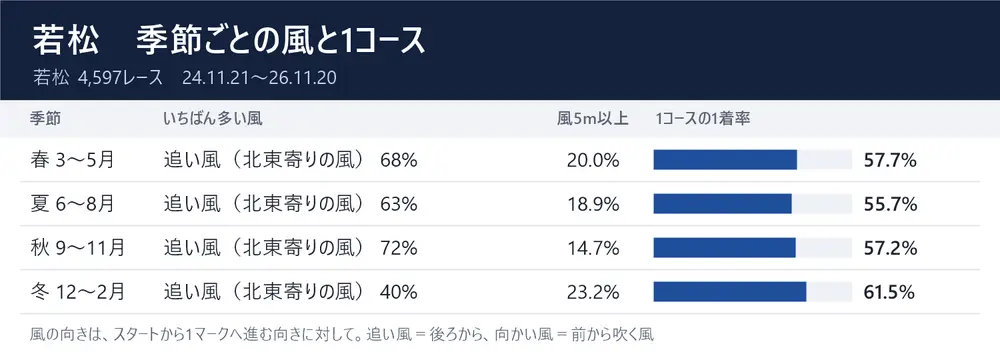 若松　季節ごとの風と1コース
若松 4,597レース　24.11.21～26.11.20
季節　いちばん多い風　風5m以上　1コースの1着率
春 3～5月　追い風（北東寄りの風） 68%　20.0%　57.7%
夏 6～8月　追い風（北東寄りの風） 63%　18.9%　55.7%
秋 9～11月　追い風（北東寄りの風） 72%　14.7%　57.2%
冬 12～2月　追い風（北東寄りの風） 40%　23.2%　61.5%
風の向きは、スタートから1マークへ進む向きに対して。追い風＝後ろから、向かい風＝前から吹く風